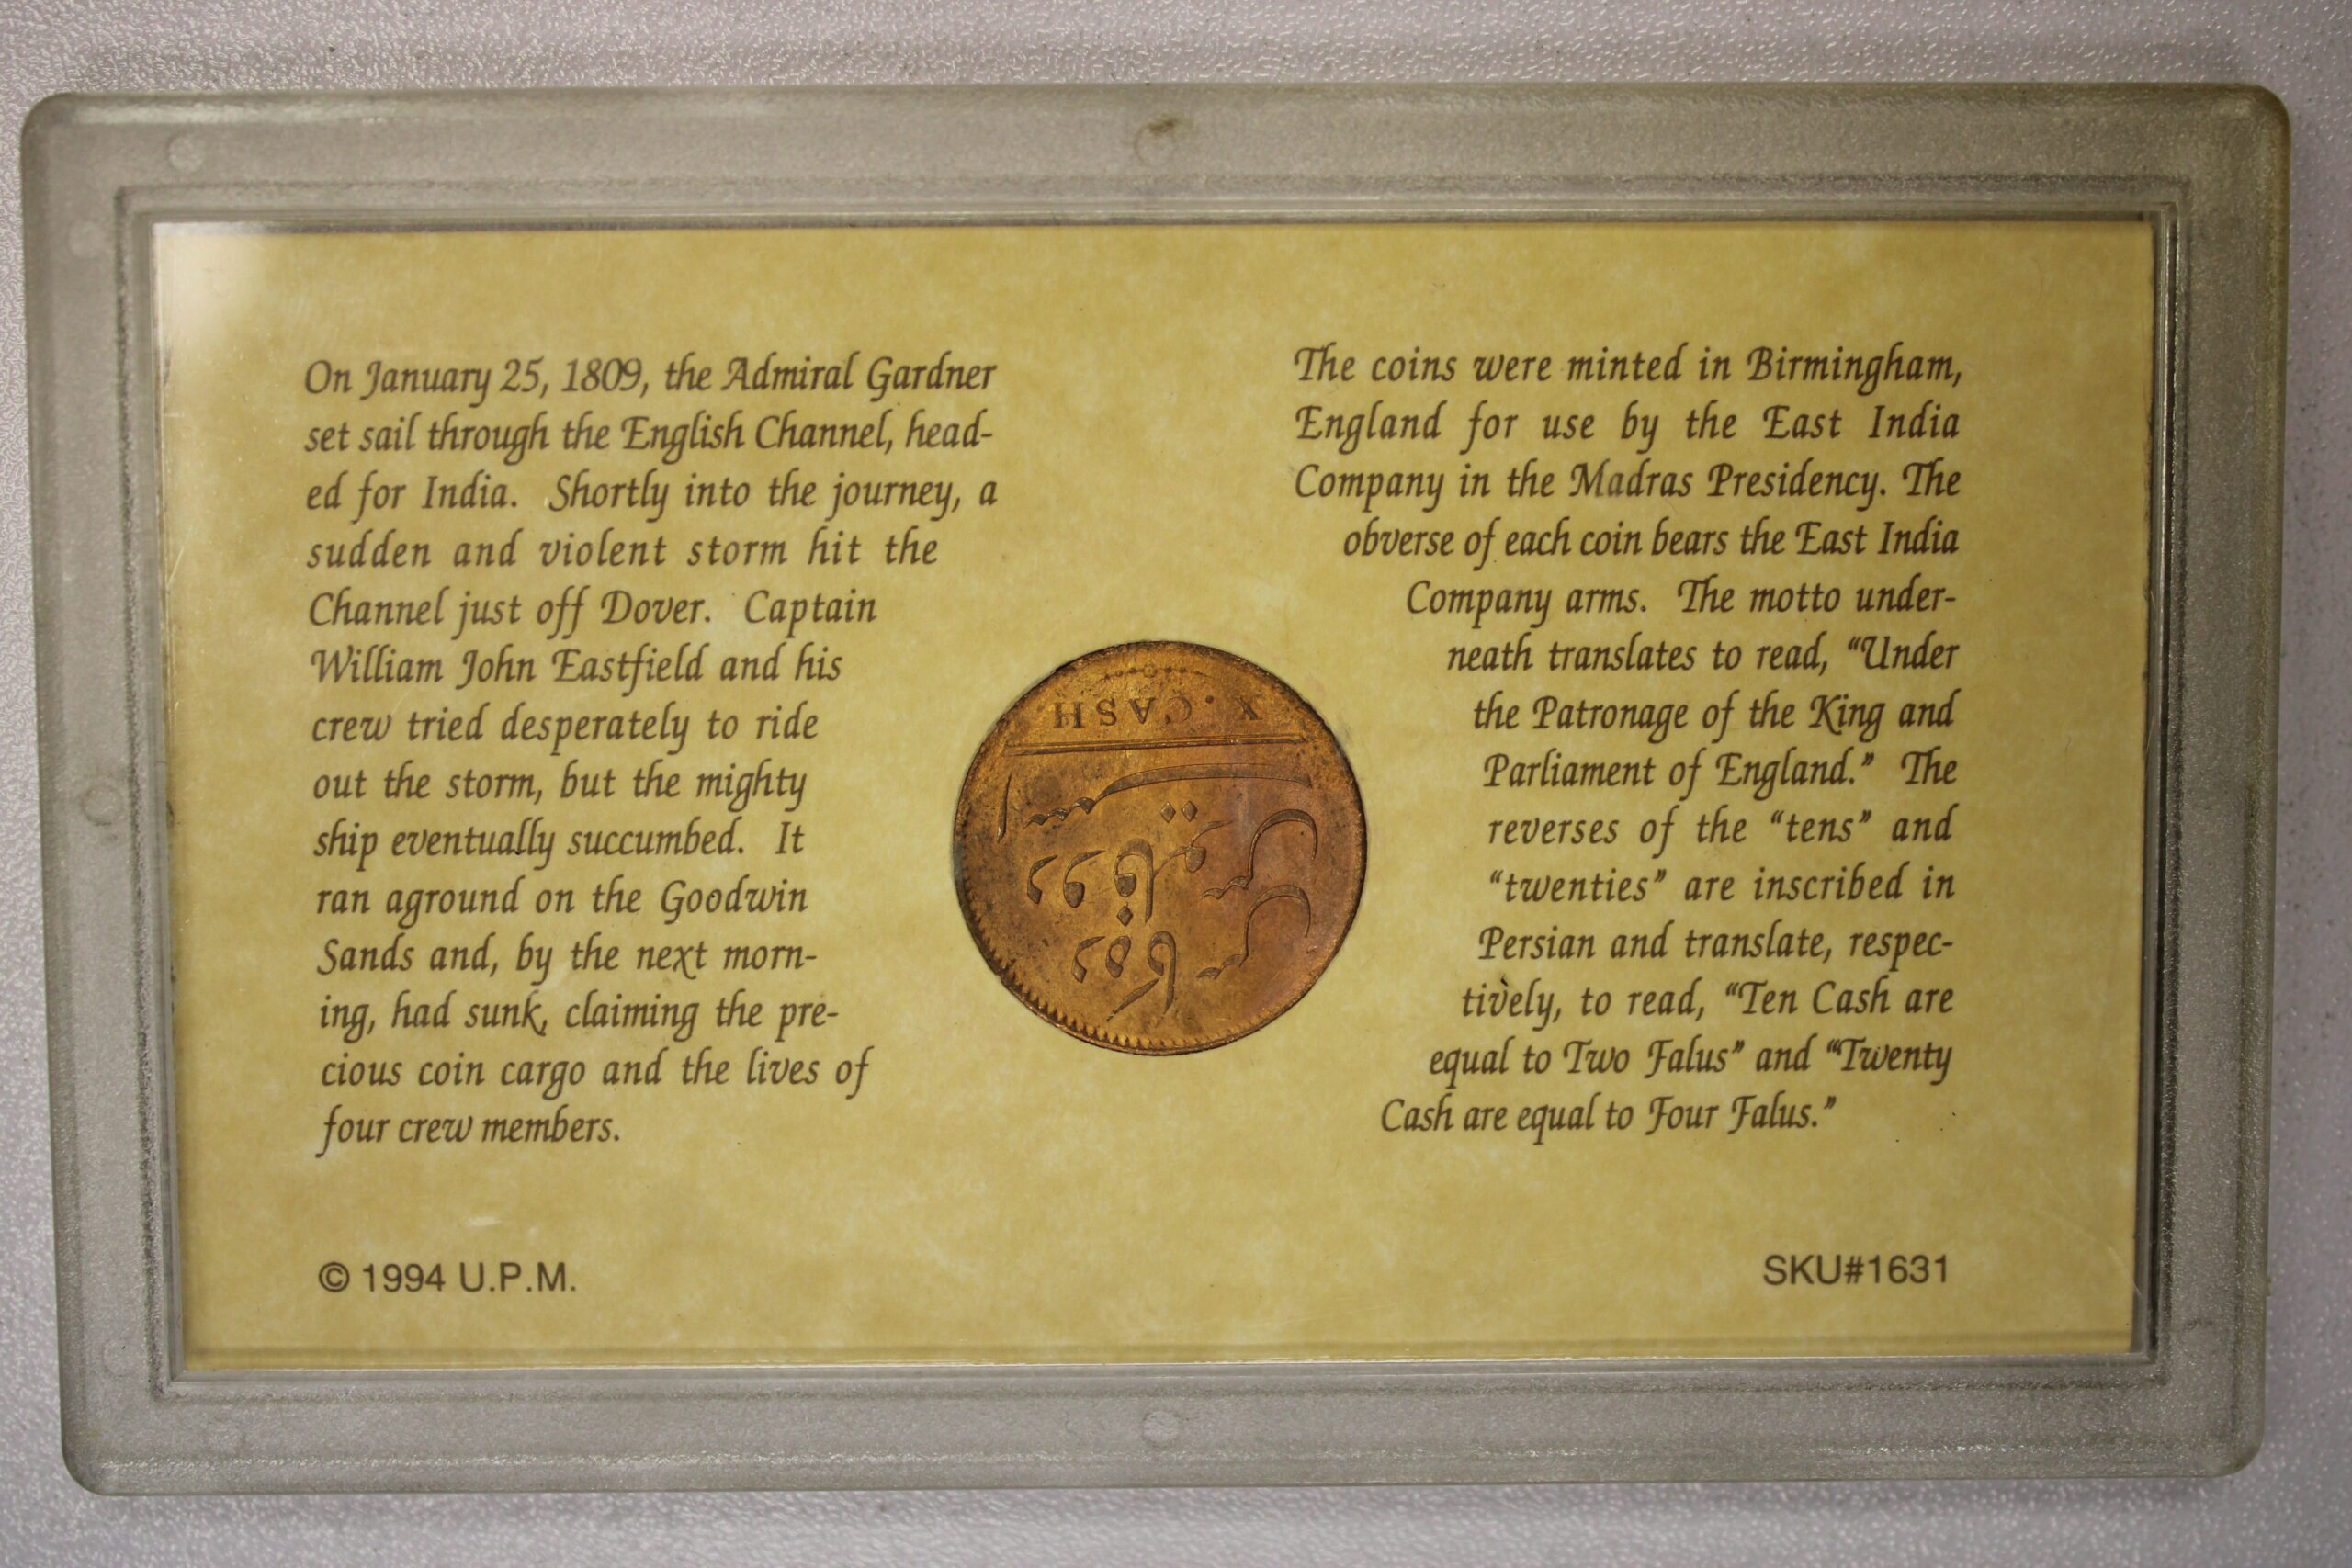 On January 25, 1809, the Admiral Gardner
set sail through the English Channel, head-
ed for India. Shortly into the journey, a
sudden and violent storm hit the
Channel just off Dover. Captain
William John Eastfield and his
crew tried desperately to ride
out the storm, but the mighty
ship eventually succumbed. It
ran aground on the Goodwin
Sands and, by the next morn-
ing, had sunk, claiming the pre-
cious coin cargo and the lives of
four crew members.
© 1994 U.P.M.
X. CASH
The coins were minted in Birmingham,
England for use by the East India
Company in the Madras Presidency. The
obverse of each coin bears the East India
Company arms. The motto under-
neath translates to read, “Under
the Patronage of the King and
Parliament of England.” The
reverses of the “tens” and
“twenties” are inscribed in
Persian and translate, respec-
tively, to read, “Ten Cash are
equal to Two Falus” and “Twenty
Cash are equal to Four Falus.”
SKU#1631